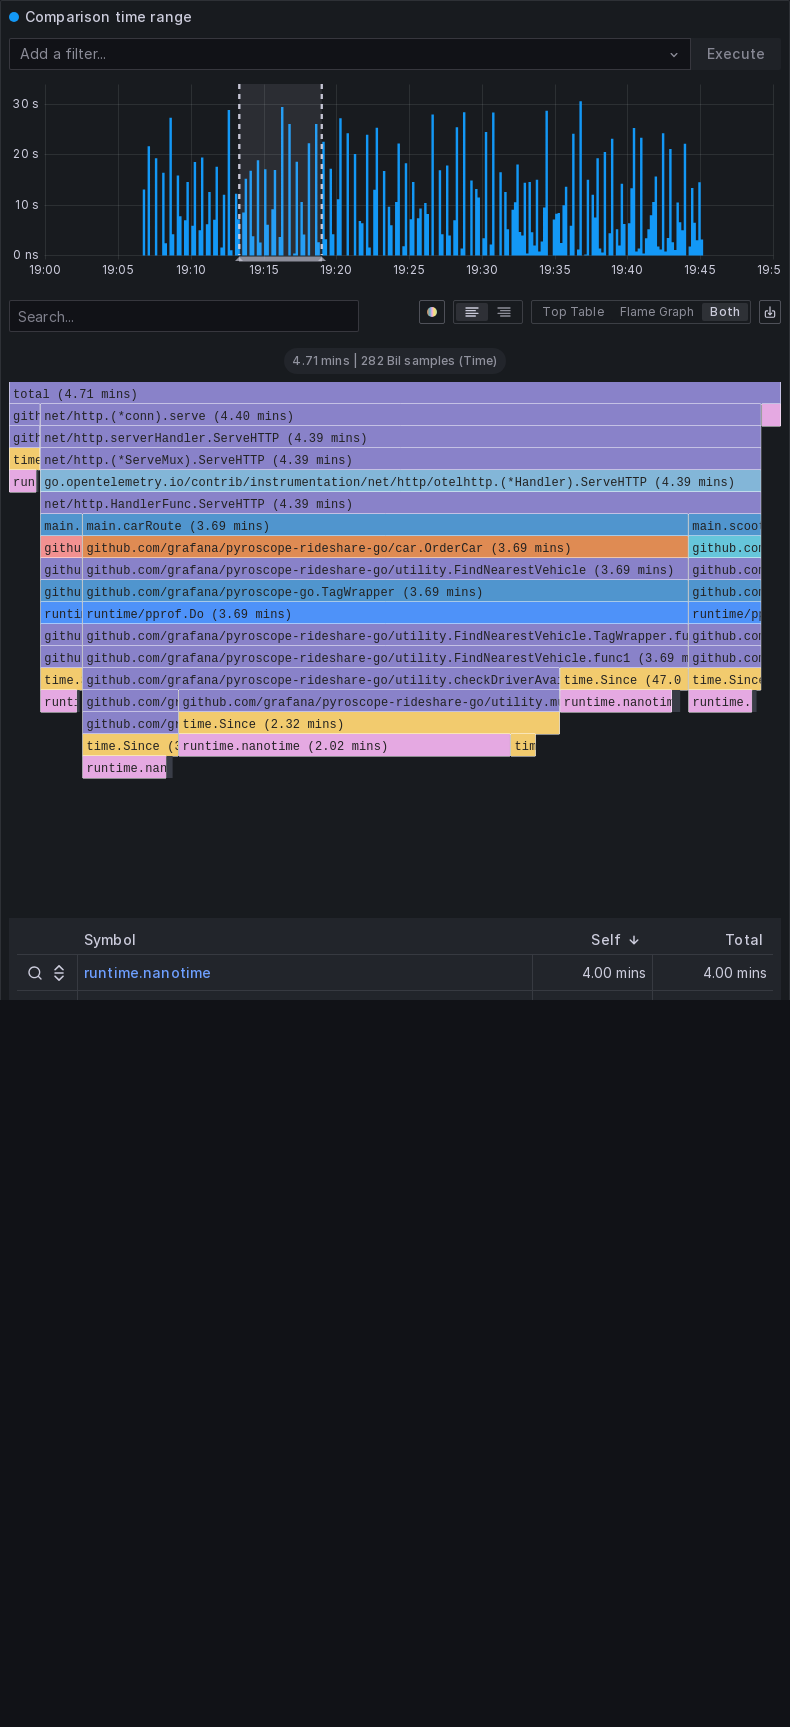 Comparison time range
Add a filter... Execute
30 s
20 s
10 s
0 ns
19:00 19:05 19:10 19:15 19:20 19:25 19:30 19:35 19:40 19:45 19:5
Search... Top Table Flame Graph Both
4.71 mins | 282 Bil samples (Time)
total (4.71 mins)
gith net/http.(*conn).serve (4.40 mins)
gith net/http.serverHandler.ServeHTTP (4.39 mins)
time net/http.(*ServeMux).ServeHTTP (4.39 mins)
run go.opentelemetry.io/contrib/instrumentation/net/http/otelhttp.(*Handler).ServeHTTP (4.39 mins)
net/http.HandlerFunc.ServeHTTP (4.39 mins)
main. main.carRoute (3.69 mins) main.scoot
githu github.com/grafana/pyroscope-rideshare-go/car.OrderCar (3.69 mins) github.com
githu github.com/grafana/pyroscope-rideshare-go/utility.FindNearestVehicle (3.69 mins) github.com
githu github.com/grafana/pyroscope-go.TagWrapper (3.69 mins) github.com
runti runtime/pprof.Do (3.69 mins) runtime/pp
githu github.com/grafana/pyroscope-rideshare-go/utility.FindNearestVehicle.TagWrapper.fu github.com
githu github.com/grafana/pyroscope-rideshare-go/utility.FindNearestVehicle.func1 (3.69 m github.com
time. github.com/grafana/pyroscope-rideshare-go/utility.checkDriverAvai time.Since (47.0 time.Since
runti github.com/gr github.com/grafana/pyroscope-rideshare-go/utility.mu runtime.nanotim runtime.
github.com/gr time.Since (2.32 mins)
time.Since (3 runtime.nanotime (2.02 mins) tim
runtime.nan
Symbol Self Total
runtime.nanotime 4.00 mins 4.00 mins